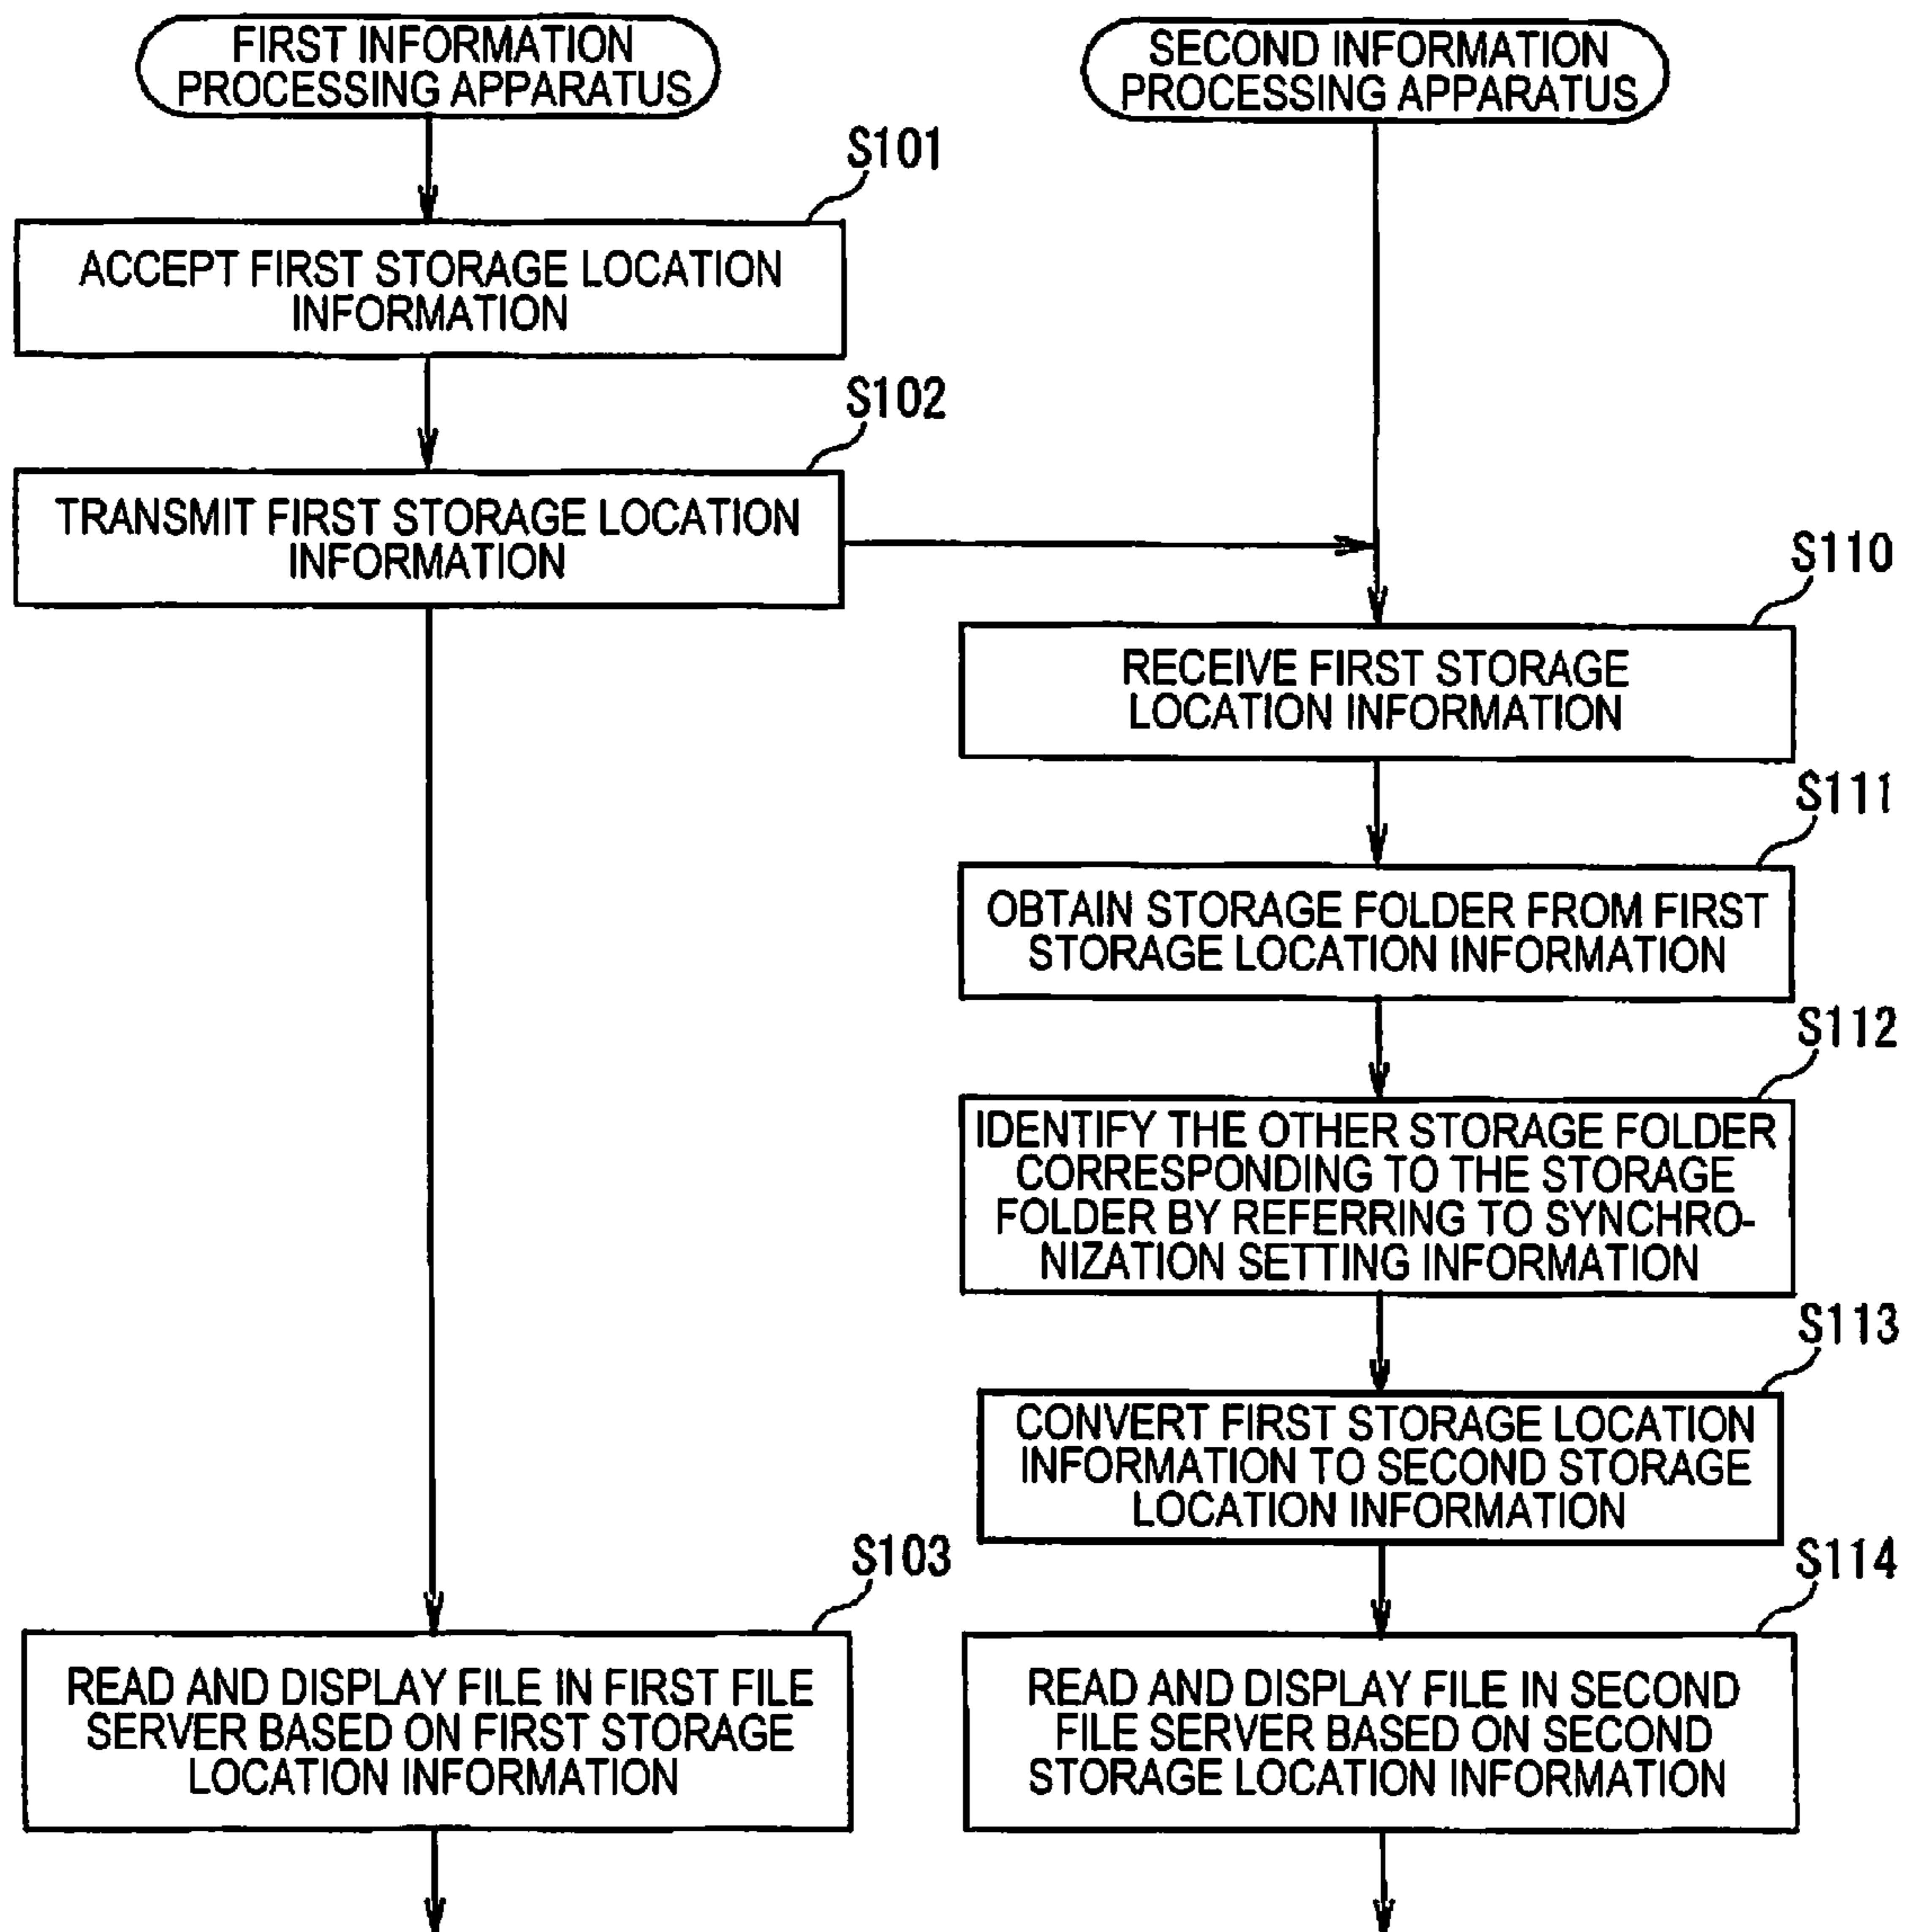 FIRST INFORMATION
PROCESSING APPARATUS
S101
ACCEPT FIRST STORAGE LOCATION
INFORMATION
S102
TRANSMIT FIRST STORAGE LOCATION
INFORMATION
S103
READ AND DISPLAY FILE IN FIRST FILE
SERVER BASED ON FIRST STORAGE
LOCATION INFORMATION
SECOND INFORMATION
PROCESSING APPARATUS
S110
RECEIVE FIRST STORAGE
LOCATION INFORMATION
S111
OBTAIN STORAGE FOLDER FROM FIRST
STORAGE LOCATION INFORMATION
S112
IDENTIFY THE OTHER STORAGE FOLDER
CORRESPONDING TO THE STORAGE
FOLDER BY REFERRING TO SYNCHRO-
NIZATION SETTING INFORMATION
S113
CONVERT FIRST STORAGE LOCATION
INFORMATION TO SECOND STORAGE
LOCATION INFORMATION
S114
READ AND DISPLAY FILE IN SECOND
FILE SERVER BASED ON SECOND
STORAGE LOCATION INFORMATION